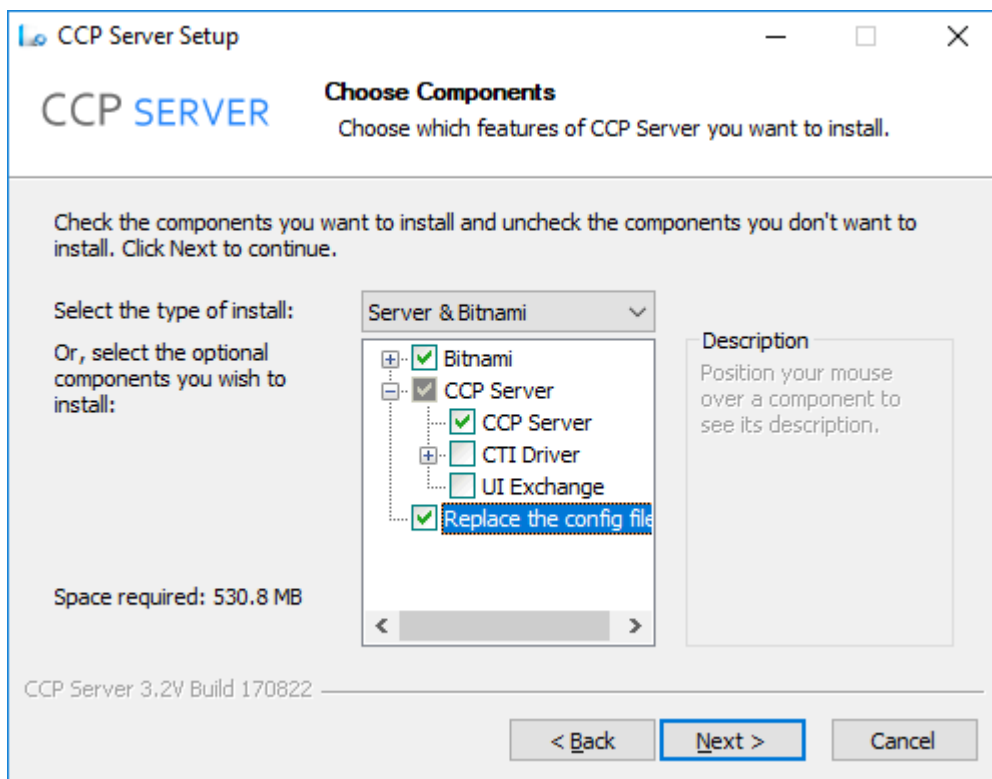 CCP Server Setup
CCP SERVER
Choose Components
Choose which features of CCP Server you want to install.
Check the components you want to install and uncheck the components you don't want to
install. Click Next to continue.
Select the type of install:
Server & Bitnami
Or, select the optional
components you wish to
install:
Bitnami
CCP Server
CCP Server
CTI Driver
UI Exchange
Replace the config file
Description
Position your mouse
over a component to
see its description.
Space required: 530.8 MB
CCP Server 3.2V Build 170822
< Back
Next >
Cancel